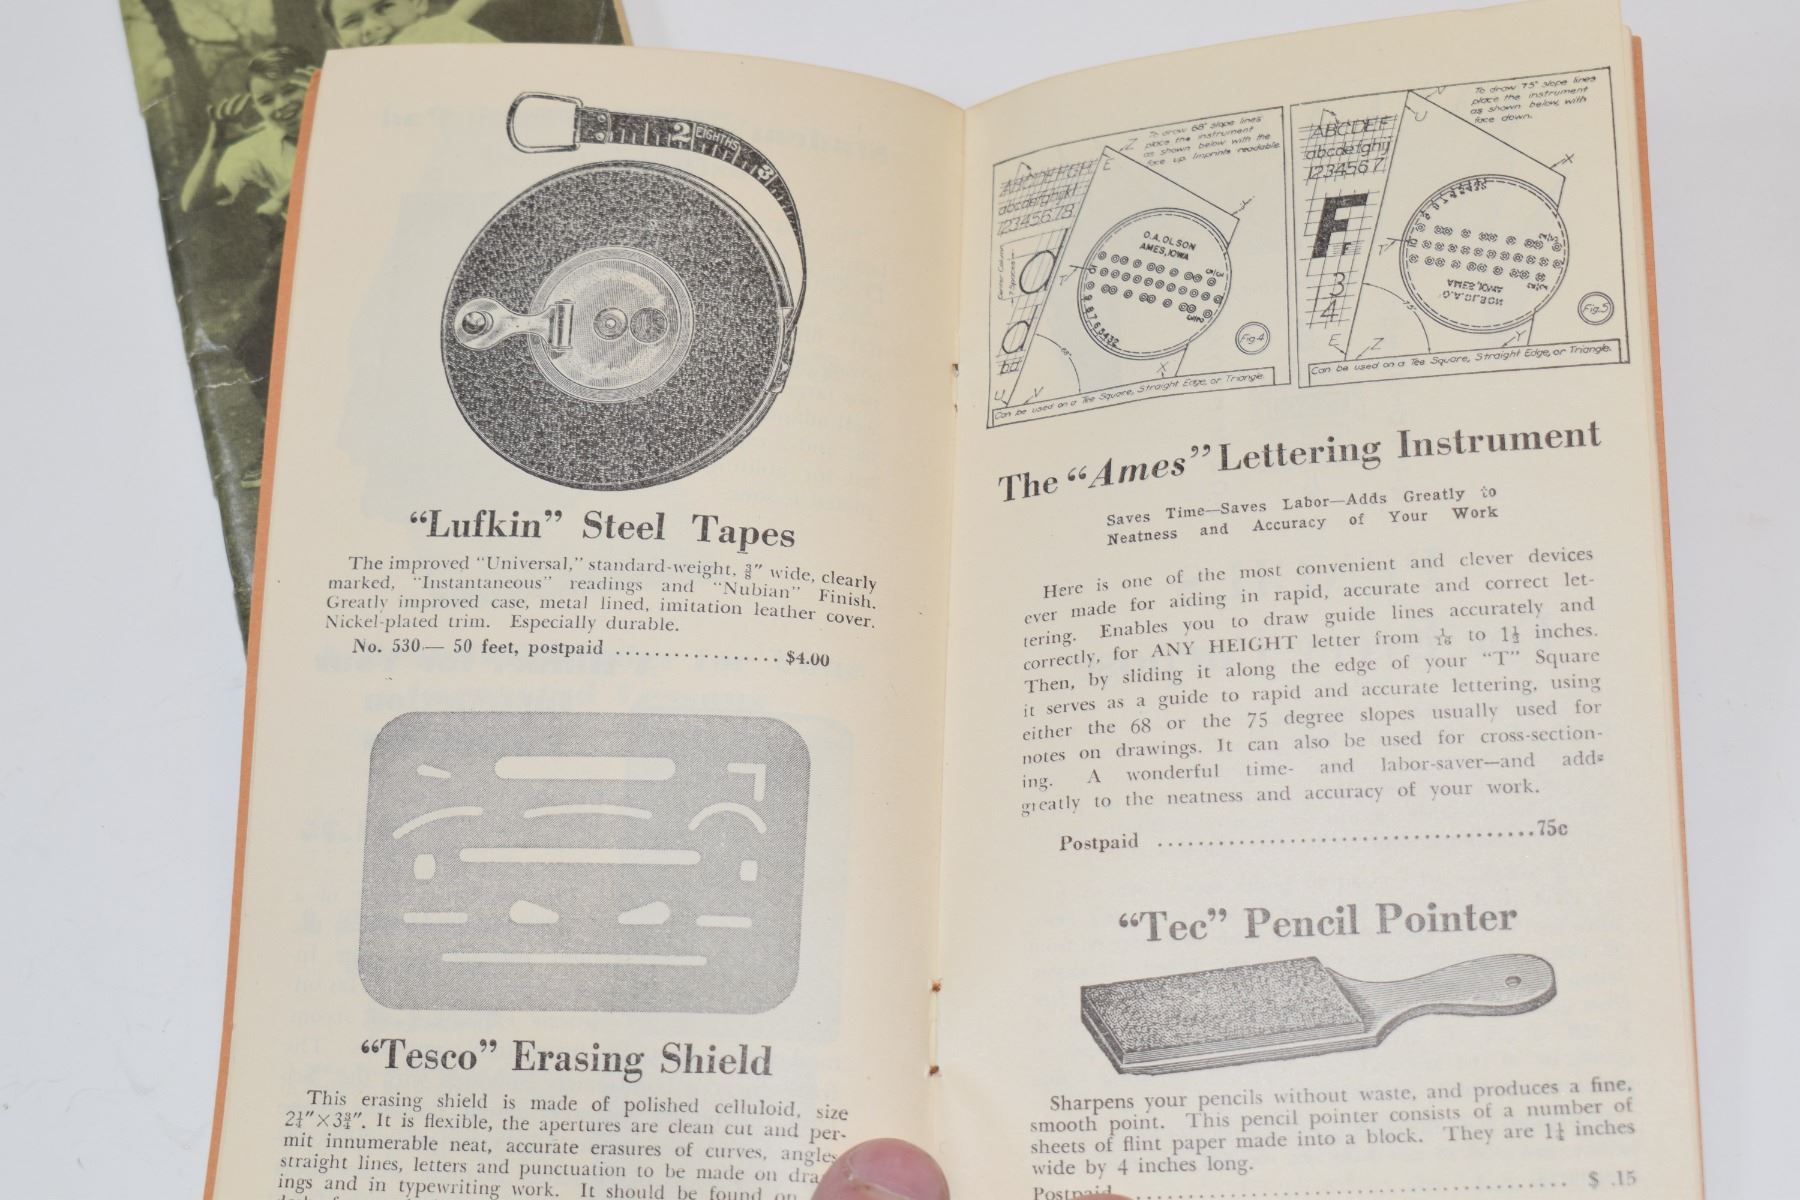 2 EIGHTHS 3
"Lufkin" Steel Tapes
The improved "Universal," standard-weight, ⅜" wide, clearly
marked, "Instantaneous" readings and "Nubian" Finish.
Greatly improved case, metal lined, imitation leather cover.
Nickel-plated trim. Especially durable.
No. 530 — 50 feet, postpaid ................. $4.00
"Tesco" Erasing Shield
This erasing shield is made of polished celluloid, size
2¼"×3¾". It is flexible, the apertures are clean cut and per-
mit innumerable neat, accurate erasures of curves, angles,
straight lines, letters and punctuation to be made on draw-
ings and in typewriting work. It should be found on
To draw 68° slope lines
place the instrument
as shown below with the
face up. Imprints readable.
ABCDEFGH
abcdefghijkl
12345678
O.A. OLSON
AMES, IOWA
Fig. 4
Can be used on a Tee Square, Straight Edge, or Triangle.
To draw 75° slope lines
place the instrument
as shown below, with
face down.
ABCDEF
abcdefghij
1234567
F F
3
4
O.A. OLSON
AMES, IOWA
Fig. 5
Can be used on a Tee Square, Straight Edge, or Triangle.
The "Ames" Lettering Instrument
Saves Time—Saves Labor—Adds Greatly to
Neatness and Accuracy of Your Work
Here is one of the most convenient and clever devices
ever made for aiding in rapid, accurate and correct let-
tering. Enables you to draw guide lines accurately and
correctly, for ANY HEIGHT letter from 1/16 to 1½ inches.
Then, by sliding it along the edge of your "T" Square
it serves as a guide to rapid and accurate lettering, using
either the 68 or the 75 degree slopes usually used for
notes on drawings. It can also be used for cross-section-
ing. A wonderful time- and labor-saver—and adds
greatly to the neatness and accuracy of your work.
Postpaid ......................................75c
"Tec" Pencil Pointer
Sharpens your pencils without waste, and produces a fine,
smooth point. This pencil pointer consists of a number of
sheets of flint paper made into a block. They are 1¼ inches
wide by 4 inches long.
Postpaid ........................................ $ .15